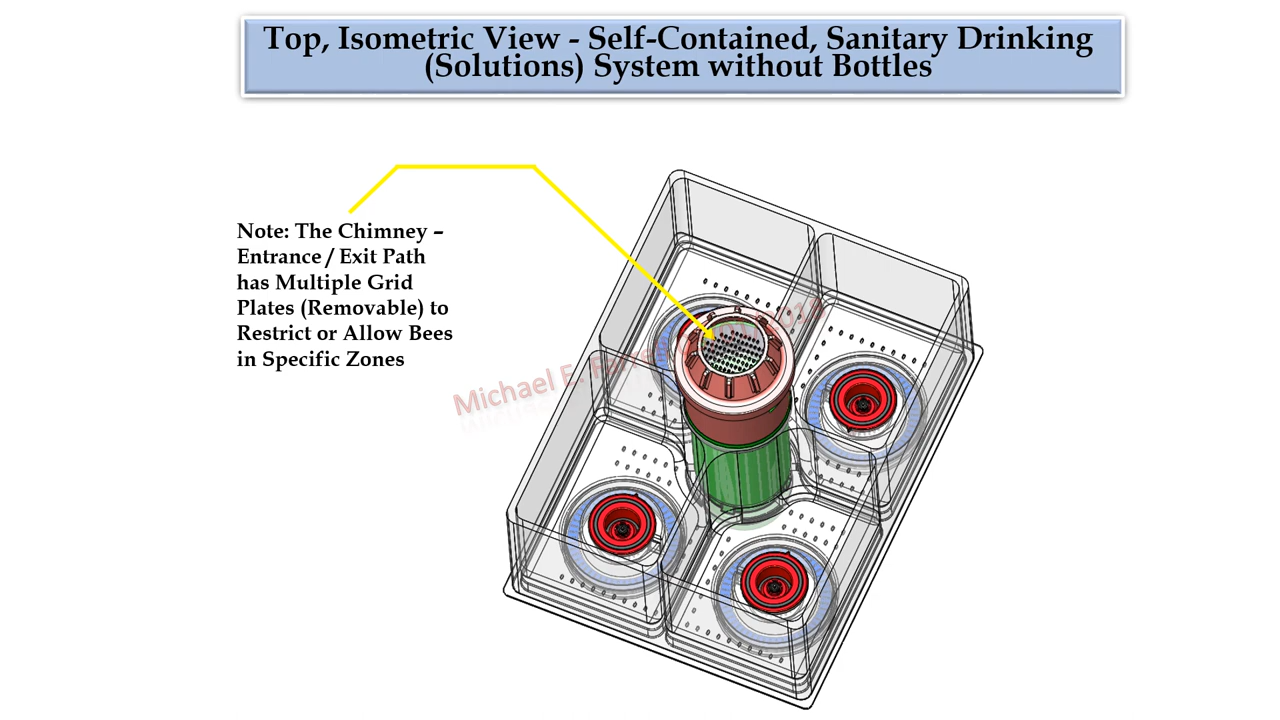 Top, Isometric View - Self-Contained, Sanitary Drinking
(Solutions) System without Bottles
Note: The Chimney –
Entrance / Exit Path
has Multiple Grid
Plates (Removable) to
Restrict or Allow Bees
in Specific Zones
Michael E.